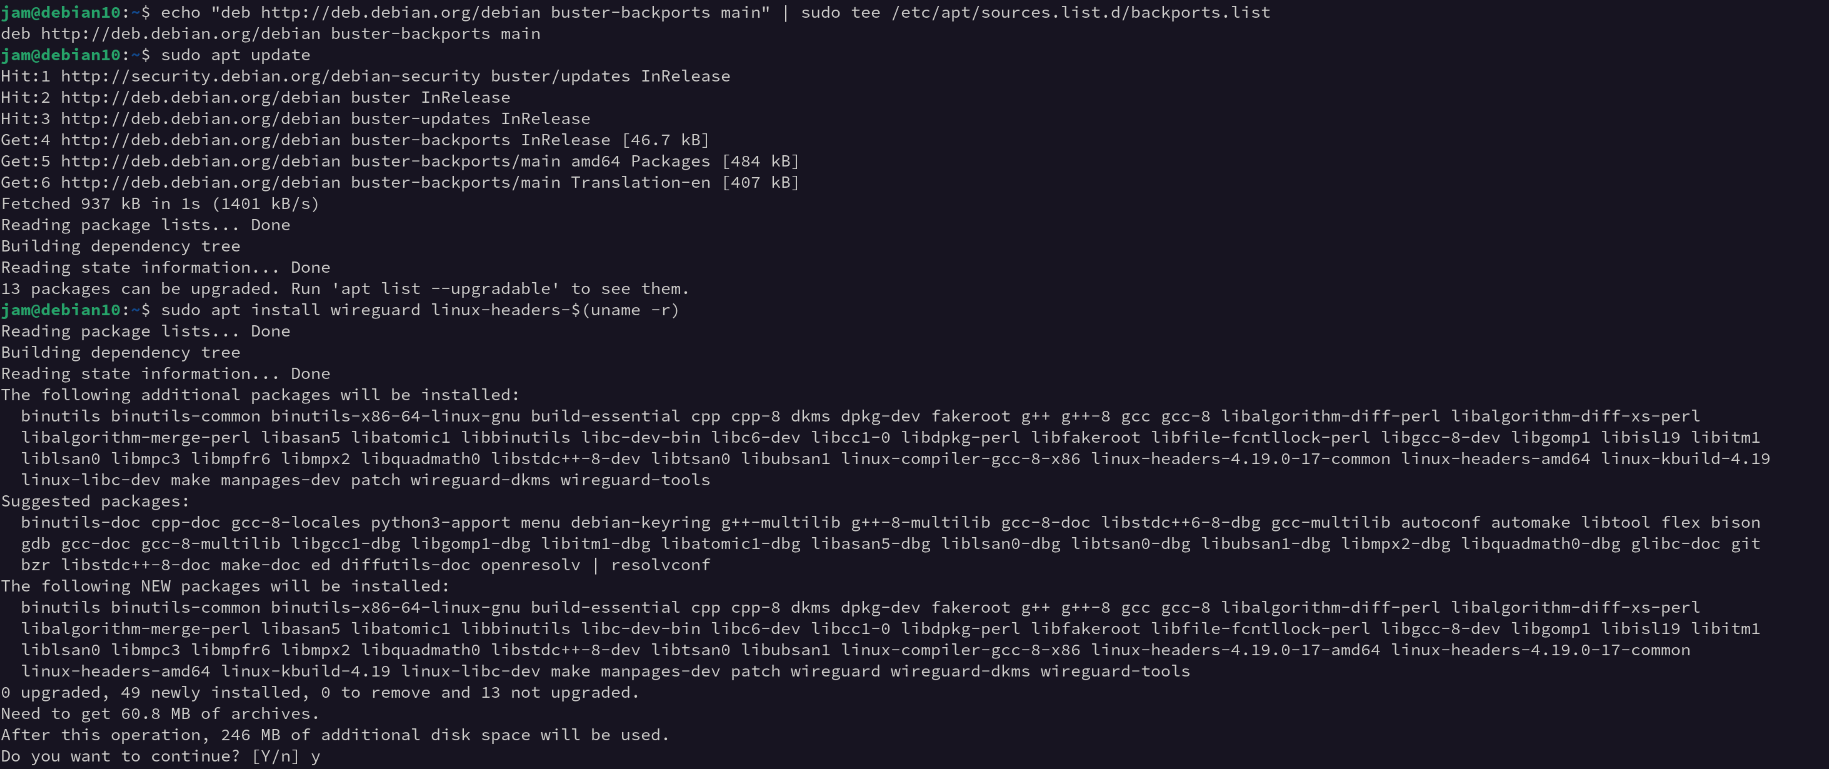 jam@debian10:~$ echo "deb http://deb.debian.org/debian buster-backports main" | sudo tee /etc/apt/sources.list.d/backports.list
deb http://deb.debian.org/debian buster-backports main
jam@debian10:~$ sudo apt update
Hit:1 http://security.debian.org/debian-security buster/updates InRelease
Hit:2 http://deb.debian.org/debian buster InRelease
Hit:3 http://deb.debian.org/debian buster-updates InRelease
Get:4 http://deb.debian.org/debian buster-backports InRelease [46.7 kB]
Get:5 http://deb.debian.org/debian buster-backports/main amd64 Packages [484 kB]
Get:6 http://deb.debian.org/debian buster-backports/main Translation-en [407 kB]
Fetched 937 kB in 1s (1401 kB/s)
Reading package lists... Done
Building dependency tree
Reading state information... Done
13 packages can be upgraded. Run 'apt list --upgradable' to see them.
jam@debian10:~$ sudo apt install wireguard linux-headers-$(uname -r)
Reading package lists... Done
Building dependency tree
Reading state information... Done
The following additional packages will be installed:
  binutils binutils-common binutils-x86-64-linux-gnu build-essential cpp cpp-8 dkms dpkg-dev fakeroot g++ g++-8 gcc gcc-8 libalgorithm-diff-perl libalgorithm-diff-xs-perl
  libalgorithm-merge-perl libasan5 libatomic1 libbinutils libc-dev-bin libc6-dev libcc1-0 libdpkg-perl libfakeroot libfile-fcntllock-perl libgcc-8-dev libgomp1 libisl19 libitm1
  liblsan0 libmpc3 libmpfr6 libmpx2 libquadmath0 libstdc++-8-dev libtsan0 libubsan1 linux-compiler-gcc-8-x86 linux-headers-4.19.0-17-common linux-headers-amd64 linux-kbuild-4.19
  linux-libc-dev make manpages-dev patch wireguard-dkms wireguard-tools
Suggested packages:
  binutils-doc cpp-doc gcc-8-locales python3-apport menu debian-keyring g++-multilib g++-8-multilib gcc-8-doc libstdc++6-8-dbg gcc-multilib autoconf automake libtool flex bison
  gdb gcc-doc gcc-8-multilib libgcc1-dbg libgomp1-dbg libitm1-dbg libatomic1-dbg libasan5-dbg liblsan0-dbg libtsan0-dbg libubsan1-dbg libmpx2-dbg libquadmath0-dbg glibc-doc git
  bzr libstdc++-8-doc make-doc ed diffutils-doc openresolv | resolvconf
The following NEW packages will be installed:
  binutils binutils-common binutils-x86-64-linux-gnu build-essential cpp cpp-8 dkms dpkg-dev fakeroot g++ g++-8 gcc gcc-8 libalgorithm-diff-perl libalgorithm-diff-xs-perl
  libalgorithm-merge-perl libasan5 libatomic1 libbinutils libc-dev-bin libc6-dev libcc1-0 libdpkg-perl libfakeroot libfile-fcntllock-perl libgcc-8-dev libgomp1 libisl19 libitm1
  liblsan0 libmpc3 libmpfr6 libmpx2 libquadmath0 libstdc++-8-dev libtsan0 libubsan1 linux-compiler-gcc-8-x86 linux-headers-4.19.0-17-amd64 linux-headers-4.19.0-17-common
  linux-headers-amd64 linux-kbuild-4.19 linux-libc-dev make manpages-dev patch wireguard wireguard-dkms wireguard-tools
0 upgraded, 49 newly installed, 0 to remove and 13 not upgraded.
Need to get 60.8 MB of archives.
After this operation, 246 MB of additional disk space will be used.
Do you want to continue? [Y/n] y